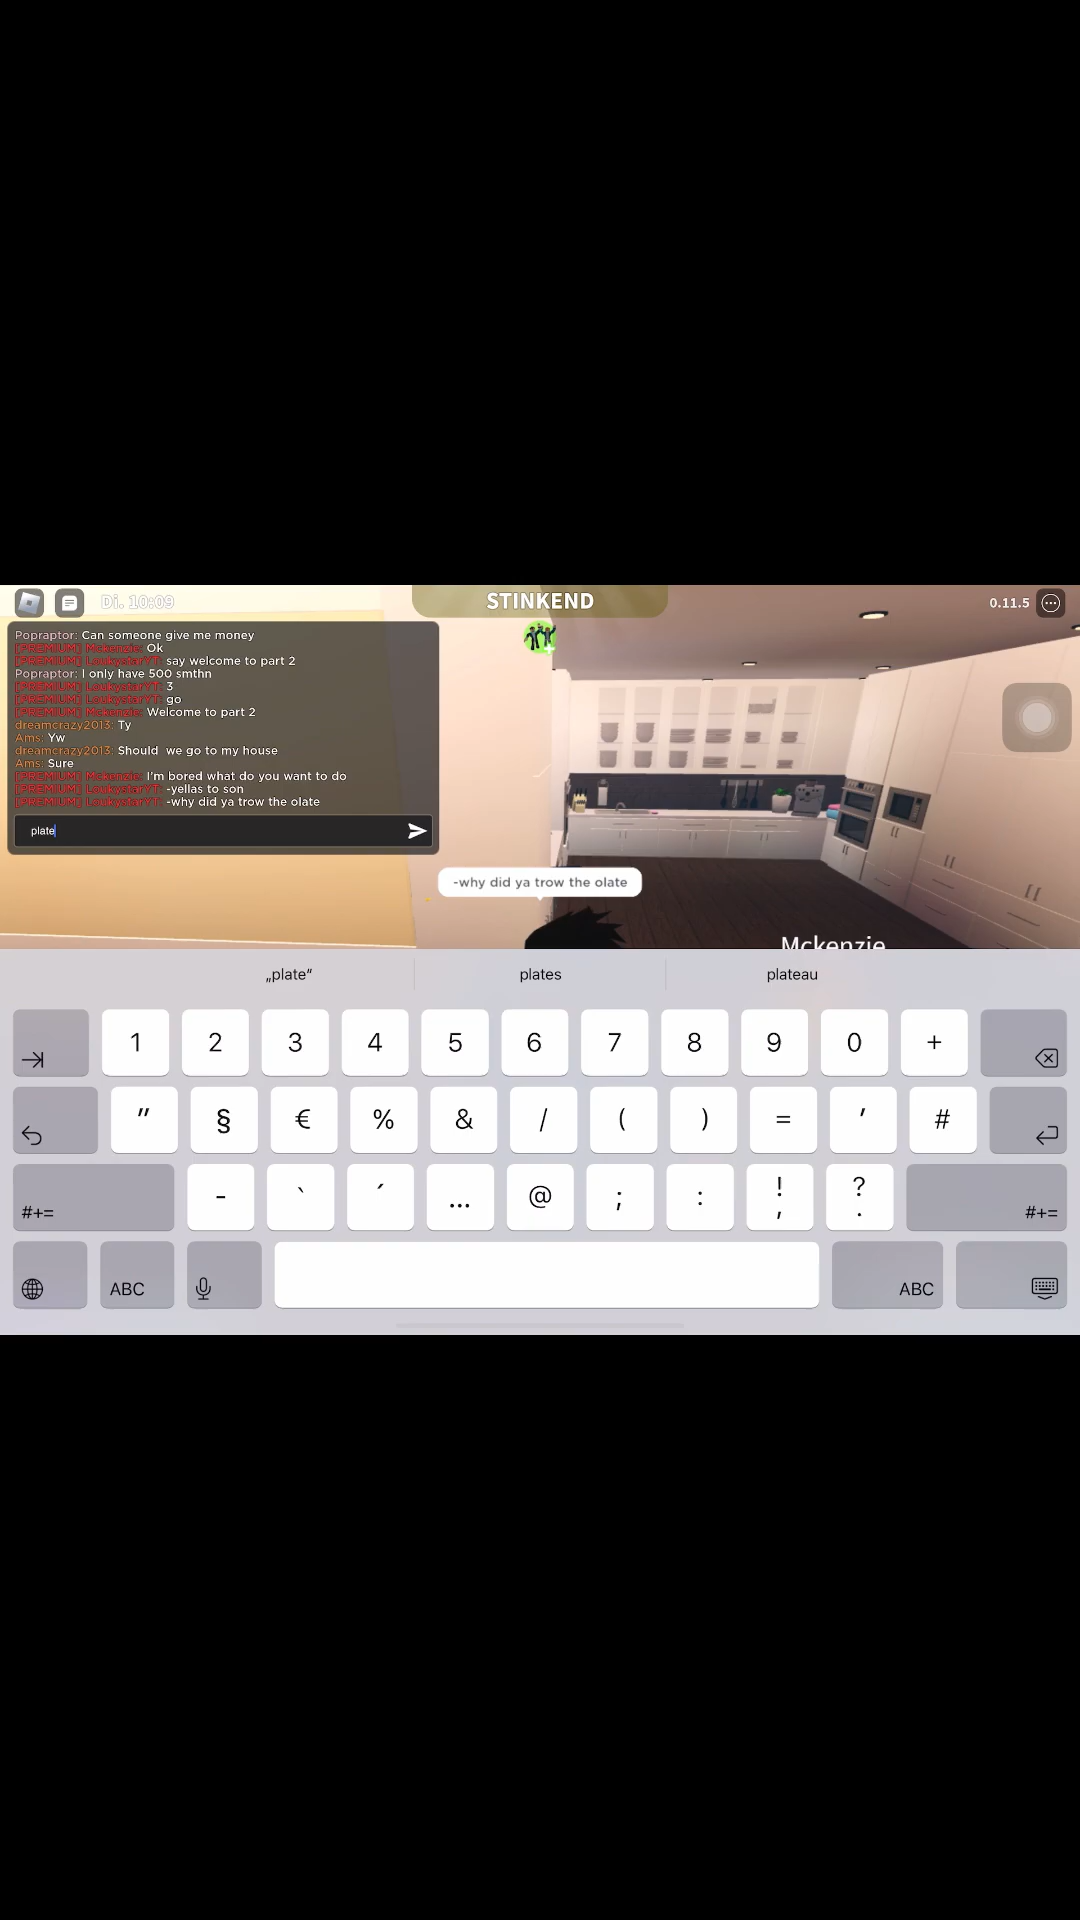 Di. 10:09
STINKEND
0.11.5
Popraptor: Can someone give me money
[PREMIUM] Mckenzie: Ok
[PREMIUM] LoukystarYT: say welcome to part 2
Popraptor: I only have 500 smthn
[PREMIUM] LoukystarYT: 3
[PREMIUM] LoukystarYT: go
[PREMIUM] Mckenzie: Welcome to part 2
dreamcrazy2013: Ty
Ams: Yw
dreamcrazy2013: Should we go to my house
Ams: Sure
[PREMIUM] Mckenzie: I'm bored what do you want to do
[PREMIUM] LoukystarYT: -yellas to son
[PREMIUM] LoukystarYT: -why did ya trow the olate
plate
-why did ya trow the olate
Mckenzie
„plate“ plates plateau
1 2 3 4 5 6 7 8 9 0 +
" § € % & / ( ) = ' #
#+= - ` ´ ... @ ; : ! , ? . #+=
ABC ABC